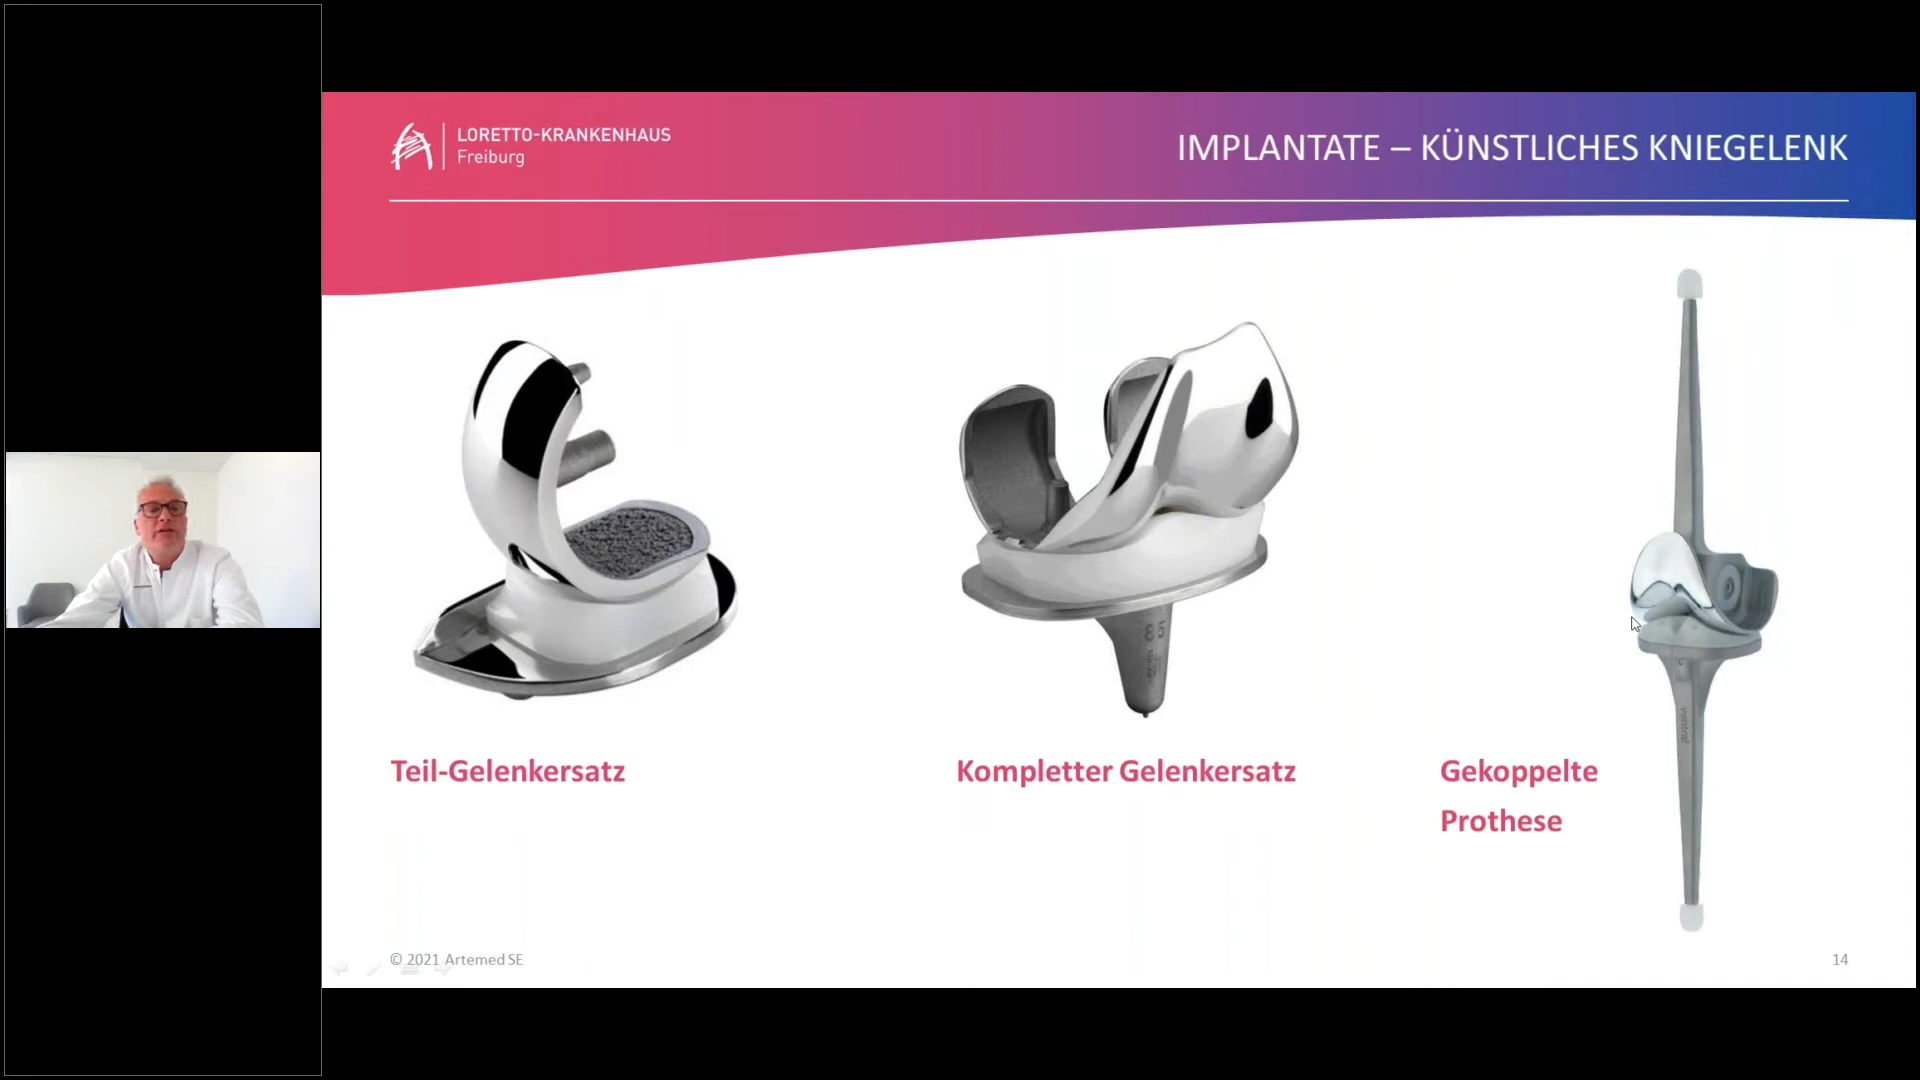 LORETTO-KRANKENHAUS
Freiburg
IMPLANTATE – KÜNSTLICHES KNIEGELENK
Teil-Gelenkersatz
Kompletter Gelenkersatz
Gekoppelte
Prothese
© 2021 Artemed SE
14